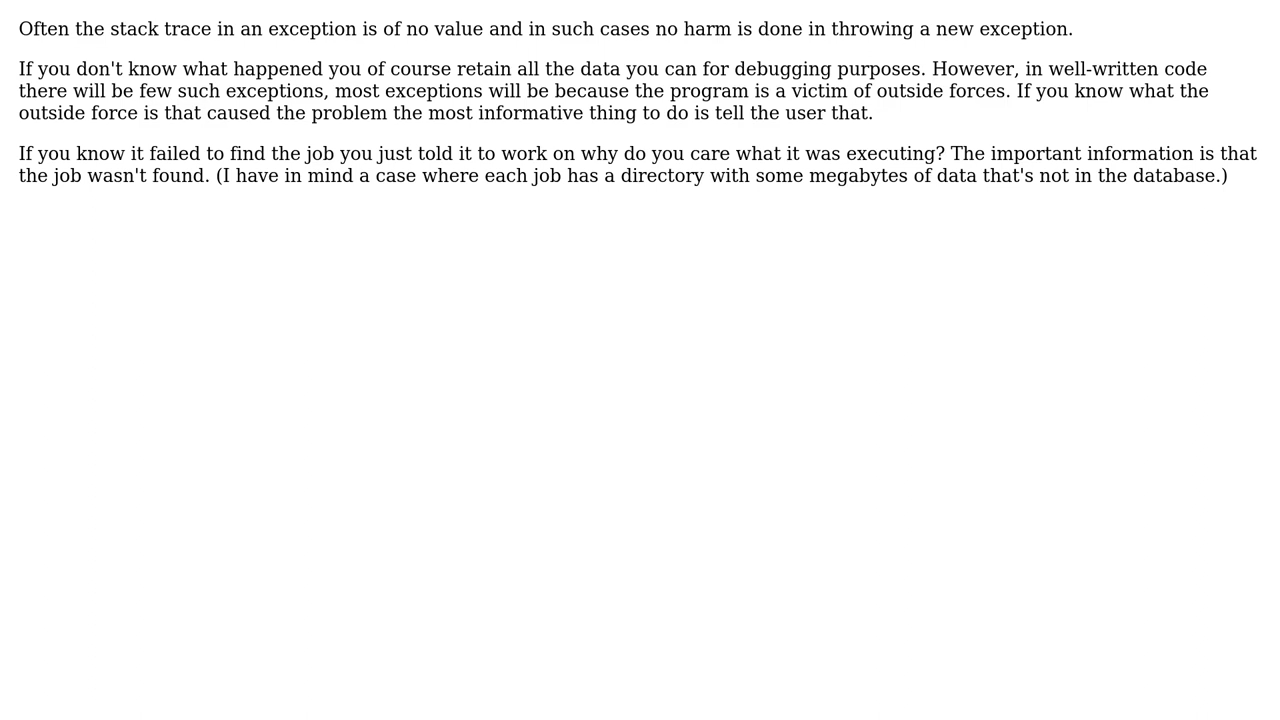 Often the stack trace in an exception is of no value and in such cases no harm is done in throwing a new exception.
If you don't know what happened you of course retain all the data you can for debugging purposes. However, in well-written code
there will be few such exceptions, most exceptions will be because the program is a victim of outside forces. If you know what the
outside force is that caused the problem the most informative thing to do is tell the user that.
If you know it failed to find the job you just told it to work on why do you care what it was executing? The important information is that
the job wasn't found. (I have in mind a case where each job has a directory with some megabytes of data that's not in the database.)